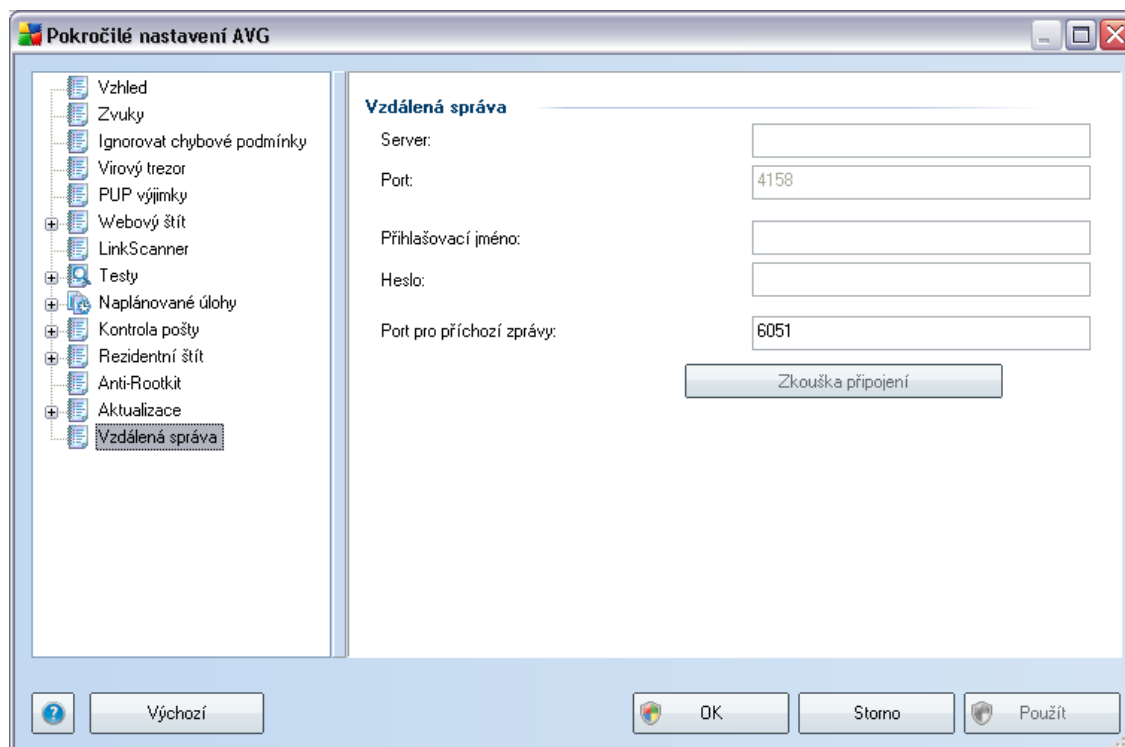 Pokročilé nastavení AVG
Vzhled
Zvuky
Ignorovat chybové podmínky
Virový trezor
PUP výjimky
Webový štít
LinkScanner
Testy
Naplánované úlohy
Kontrola pošty
Rezidentní štít
Anti-Rootkit
Aktualizace
Vzdálená správa
Vzdálená správa
Server:
Port: 4158
Přihlašovací jméno:
Heslo:
Port pro příchozí zprávy: 6051
Zkouška připojení
Výchozí OK Storno Použít